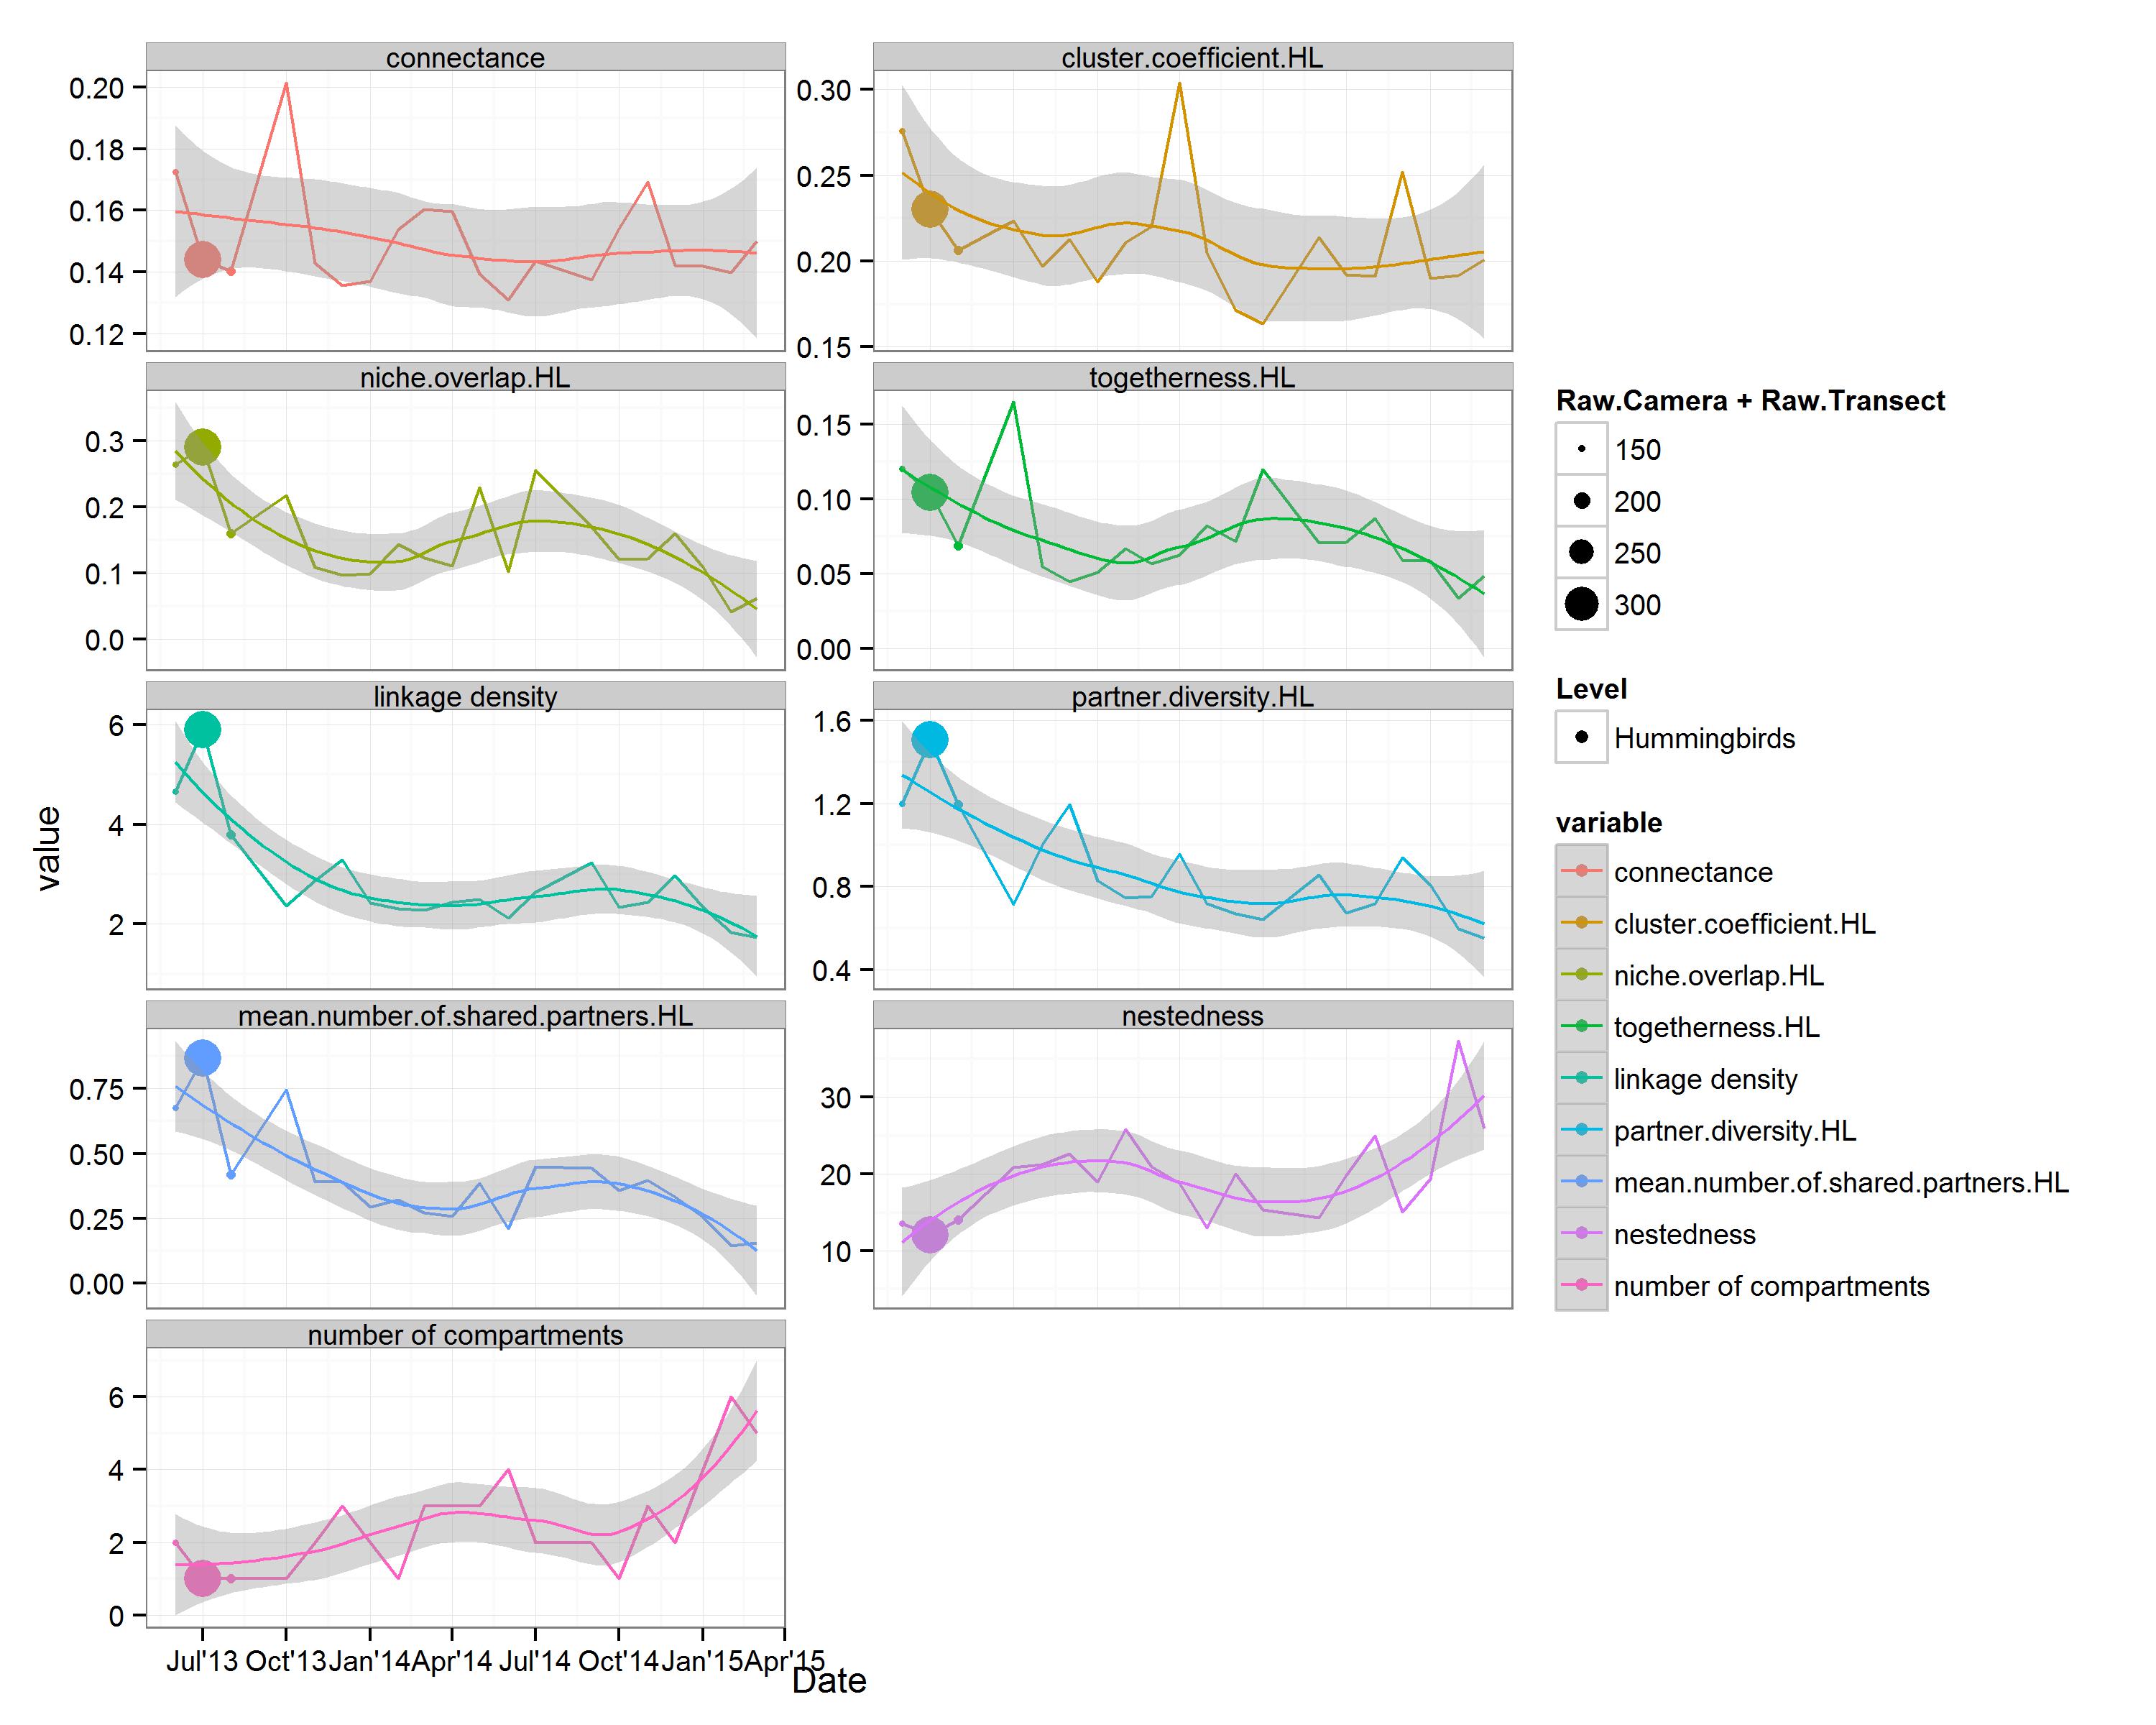 connectance
0.20
0.18
0.16
0.14
0.12
cluster.coefficient.HL
0.30
0.25
0.20
0.15
niche.overlap.HL
0.3
0.2
0.1
0.0
togetherness.HL
0.15
0.10
0.05
0.00
linkage density
6
4
2
partner.diversity.HL
1.6
1.2
0.8
0.4
mean.number.of.shared.partners.HL
0.75
0.50
0.25
0.00
nestedness
30
20
10
number of compartments
6
4
2
0
Jul'13 Oct'13 Jan'14 Apr'14 Jul'14 Oct'14 Jan'15 Apr'15
Date
value
Raw.Camera + Raw.Transect
150
200
250
300
Level
Hummingbirds
variable
connectance
cluster.coefficient.HL
niche.overlap.HL
togetherness.HL
linkage density
partner.diversity.HL
mean.number.of.shared.partners.HL
nestedness
number of compartments